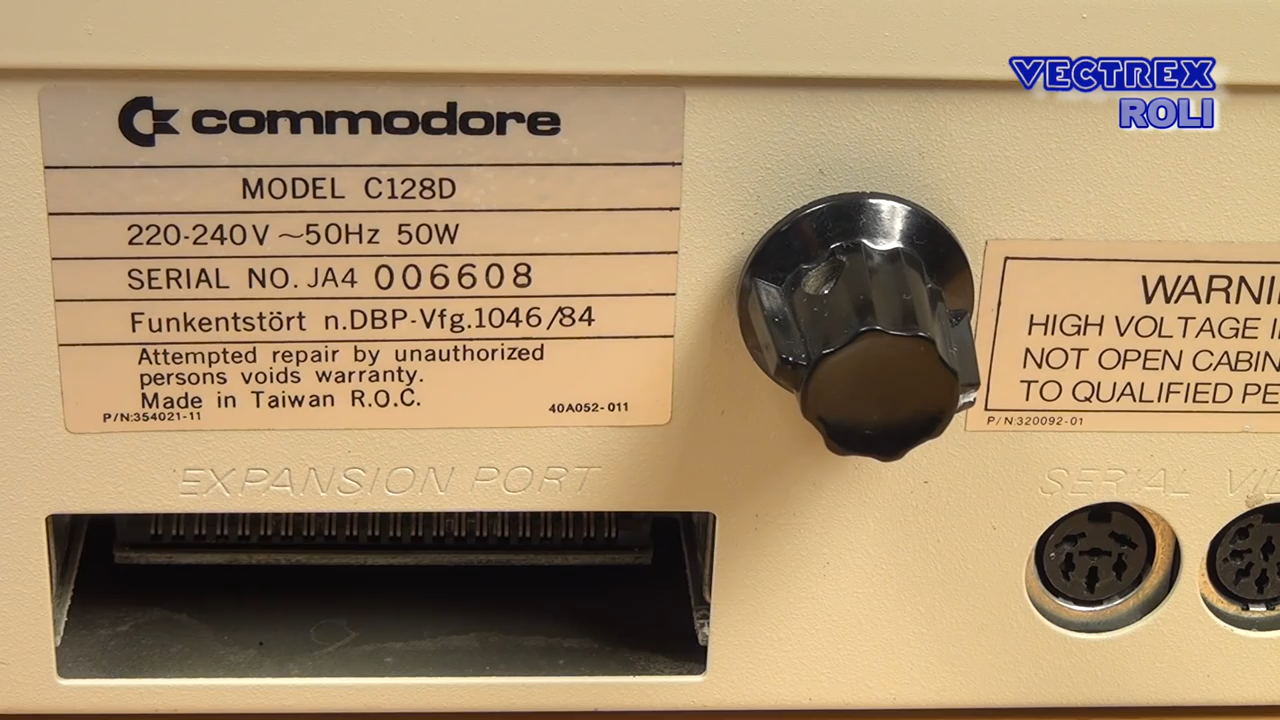 VECTREX
ROLI
commodore
MODEL C128D
220-240V ~50Hz 50W
SERIAL NO. JA4 006608
Funkentstört n.DBP-Vfg.1046/84
Attempted repair by unauthorized
persons voids warranty.
Made in Taiwan R.O.C.
P/N:354021-11
40A052-011
WARNI
HIGH VOLTAGE I
NOT OPEN CABIN
TO QUALIFIED PE
P/N:320092-01
EXPANSION PORT
SERIAL VI